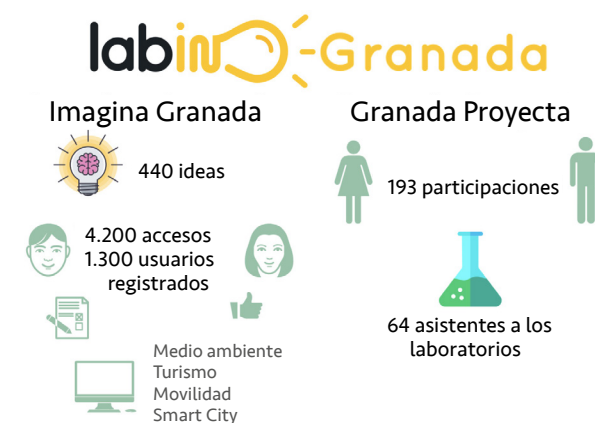 labin-Granada
Imagina Granada
440 ideas
4.200 accesos
1.300 usuarios
registrados
Medio ambiente
Turismo
Movilidad
Smart City
Granada Proyecta
193 participaciones
64 asistentes a los
laboratorios